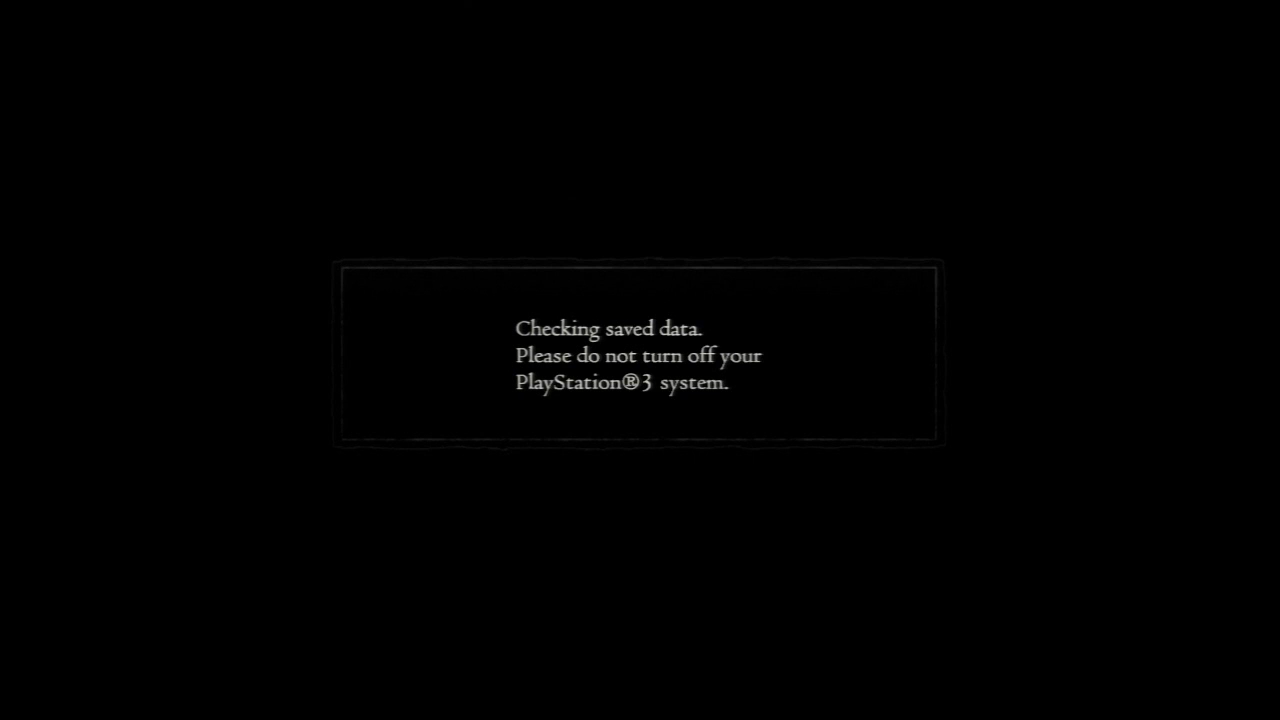 Checking saved data.
Please do not turn off your
PlayStation®3 system.